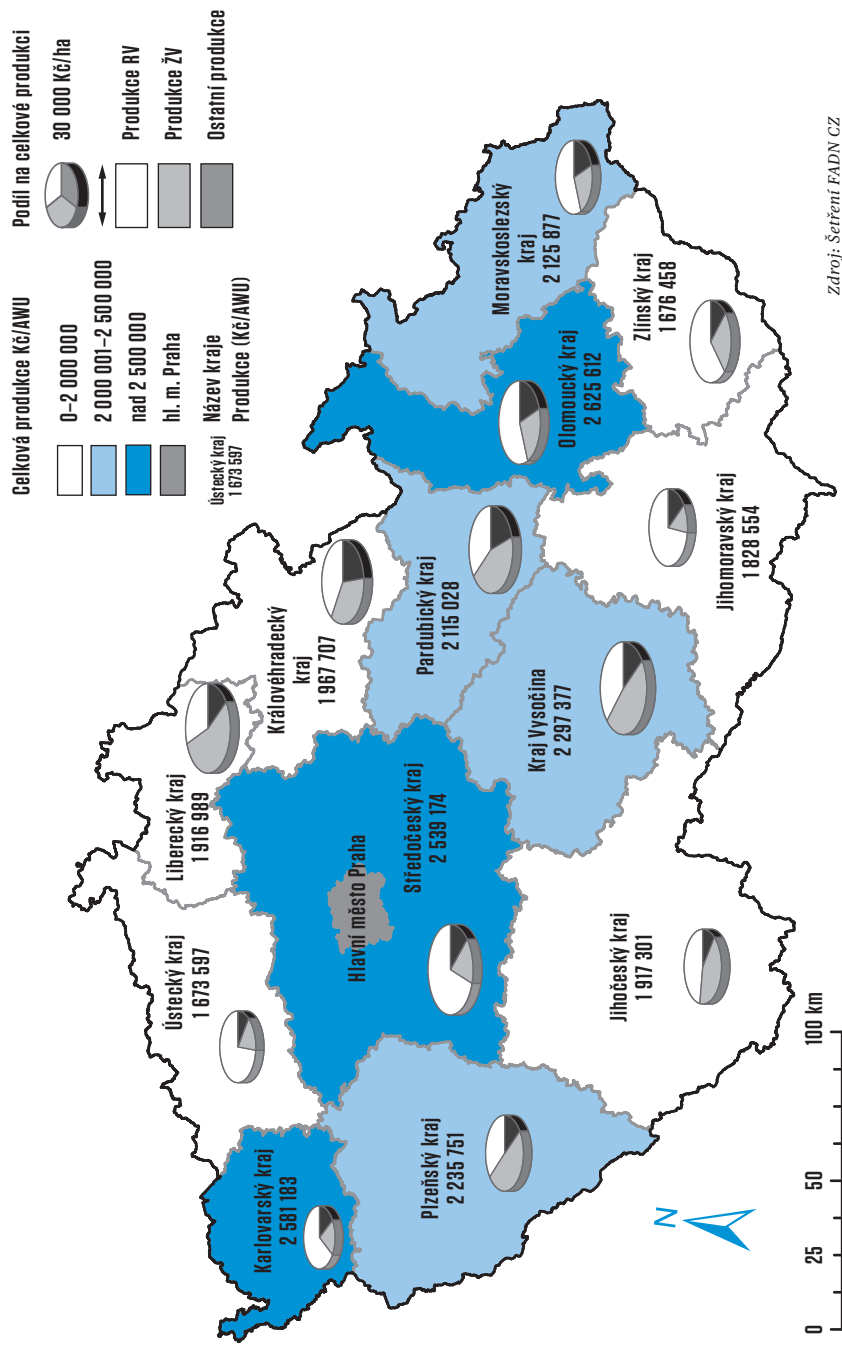 Celková produkce Kč/AWU
0–2 000 000
2 000 001–2 500 000
nad 2 500 000
hl. m. Praha
Ústecký kraj
1 673 597
Název kraje
Produkce (Kč/AWU)
Podíl na celkové produkci
30 000 Kč/ha
Produkce RV
Produkce ŽV
Ostatní produkce
Karlovarský kraj
2 581 183
Ústecký kraj
1 673 597
Liberecký kraj
1 916 989
Královéhradecký
kraj
1 967 707
Hlavní město Praha
Středočeský kraj
2 539 174
Pardubický kraj
2 115 028
Plzeňský kraj
2 235 751
Kraj Vysočina
2 297 377
Olomoucký kraj
2 625 612
Moravskoslezský
kraj
2 125 877
Jihočeský kraj
1 917 301
Jihomoravský kraj
1 828 554
Zlínský kraj
1 676 458
N
0 25 50 100 km
Zdroj: Šetření FADN CZ